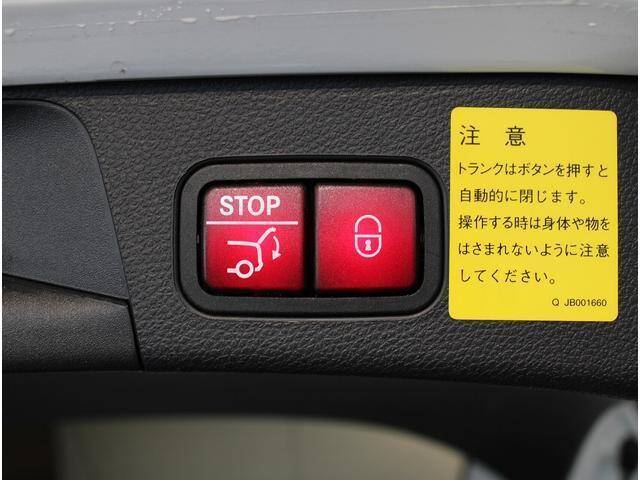 STOP
注 意
トランクはボタンを押すと
自動的に閉じます。
操作する時は身体や物を
はさまれないように注意
してください。
Q JB001660